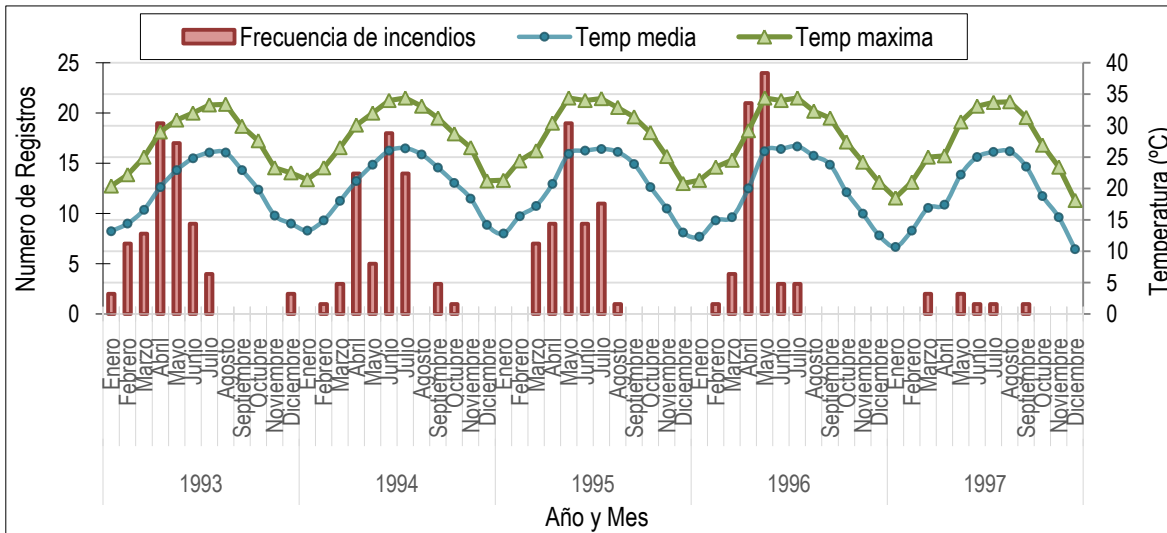 Frecuencia de incendios Temp media Temp maxima
Numero de Registros
25
20
15
10
5
0
40
35
30
25
20
15
10
5
0
Temperatura (ºC)
Enero
Febrero
Marzo
Abril
Mayo
Junio
Julio
Agosto
Septiembre
Octubre
Noviembre
Diciembre
Enero
Febrero
Marzo
Abril
Mayo
Junio
Julio
Agosto
Septiembre
Octubre
Noviembre
Diciembre
Enero
Febrero
Marzo
Abril
Mayo
Junio
Julio
Agosto
Septiembre
Octubre
Noviembre
Diciembre
Enero
Febrero
Marzo
Abril
Mayo
Junio
Julio
Agosto
Septiembre
Octubre
Noviembre
Diciembre
Enero
Febrero
Marzo
Abril
Mayo
Junio
Julio
Agosto
Septiembre
Octubre
Noviembre
Diciembre
1993 1994 1995 1996 1997
Año y Mes